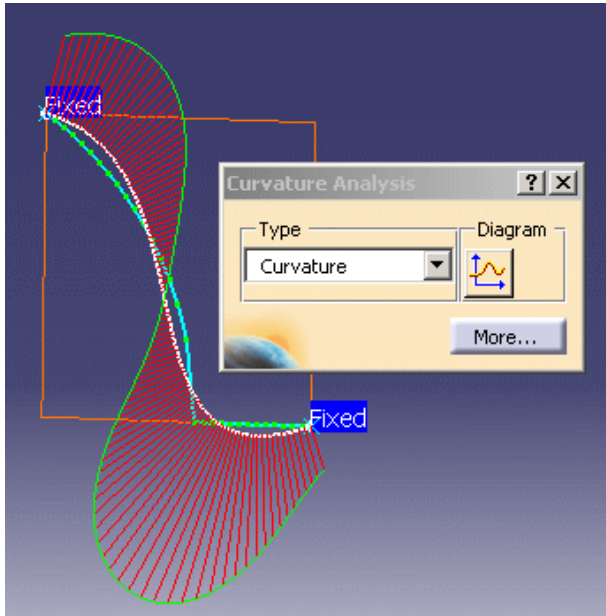 Fixed
Curvature Analysis
Type
Diagram
Curvature
More...
Fixed